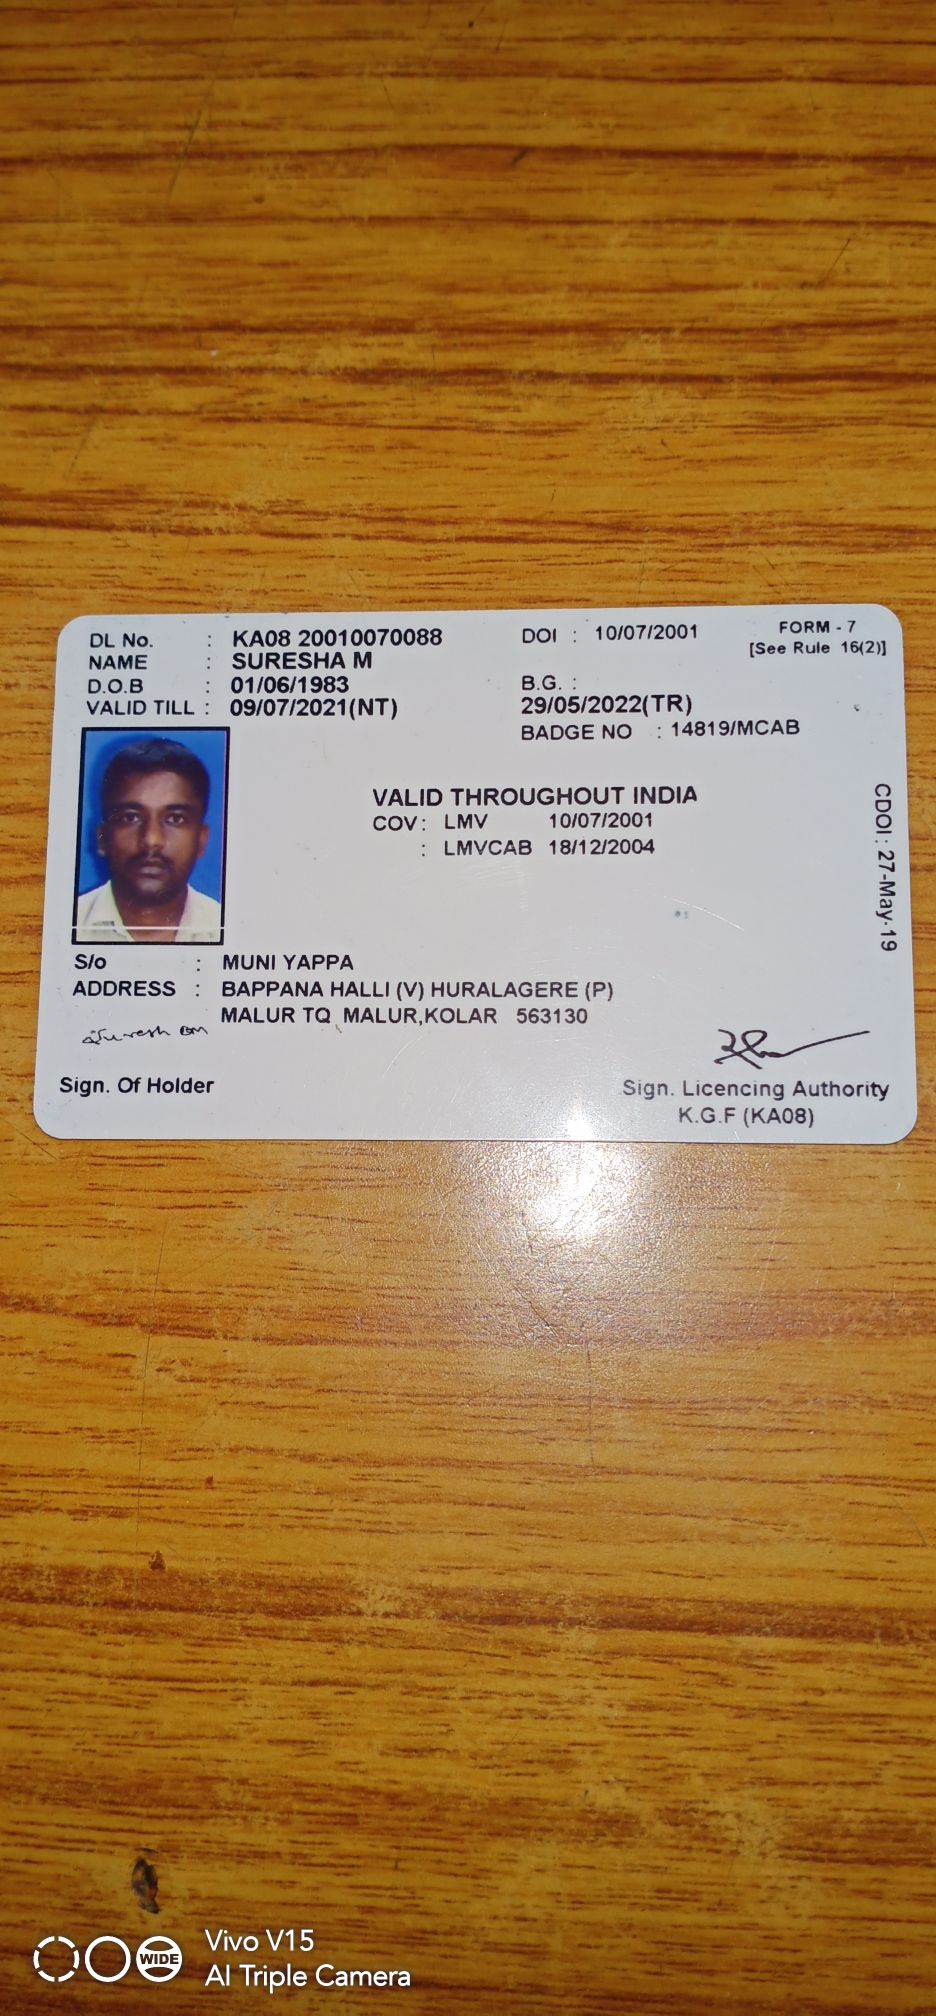 DL No. : KA08 20010070088 DOI : 10/07/2001 FORM - 7
NAME : SURESHA M [See Rule 16(2)]
D.O.B : 01/06/1983 B.G. :
VALID TILL : 09/07/2021(NT) 29/05/2022(TR)
BADGE NO : 14819/MCAB
VALID THROUGHOUT INDIA
COV: LMV 10/07/2001
: LMVCAB 18/12/2004
CDOI: 27-May-19
S/o : MUNI YAPPA
ADDRESS : BAPPANA HALLI (V) HURALAGERE (P)
MALUR TQ MALUR,KOLAR 563130
Sign. Of Holder
Sign. Licencing Authority
K.G.F (KA08)
WIDE
Vivo V15
AI Triple Camera